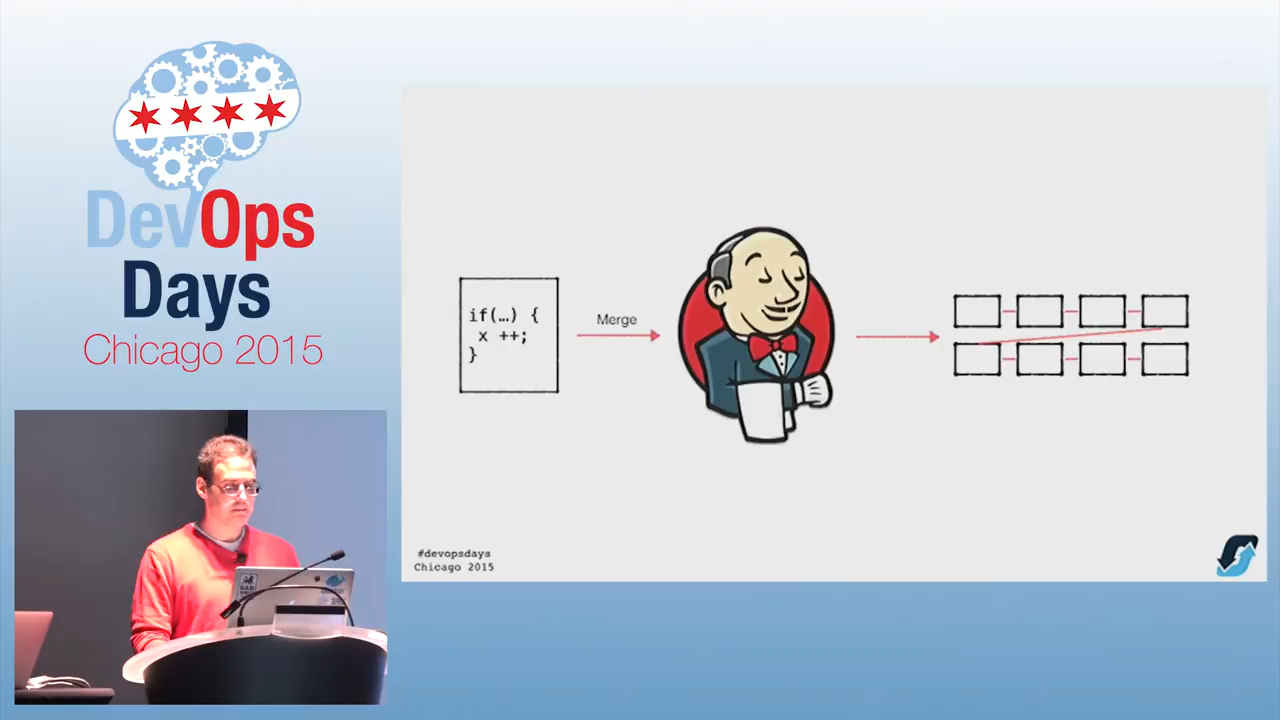 DevOps
Days
Chicago 2015
if(…) {
x ++;
}
Merge
#devopsdays
Chicago 2015